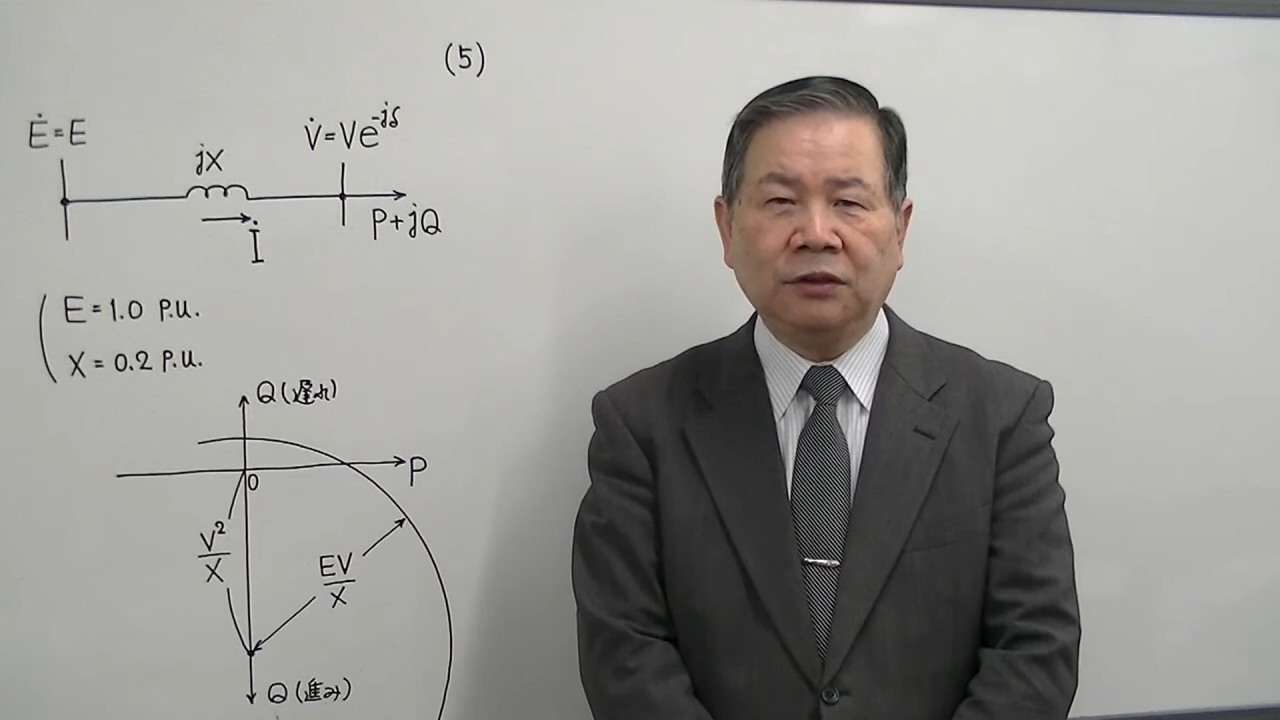 (5)
Ė=E
V̇=Ve^-jδ
jX
P+jQ
İ
E=1.0 P.U.
X=0.2 P.U.
Q(遅れ)
P
0
V²/X
EV/X
Q(進み)